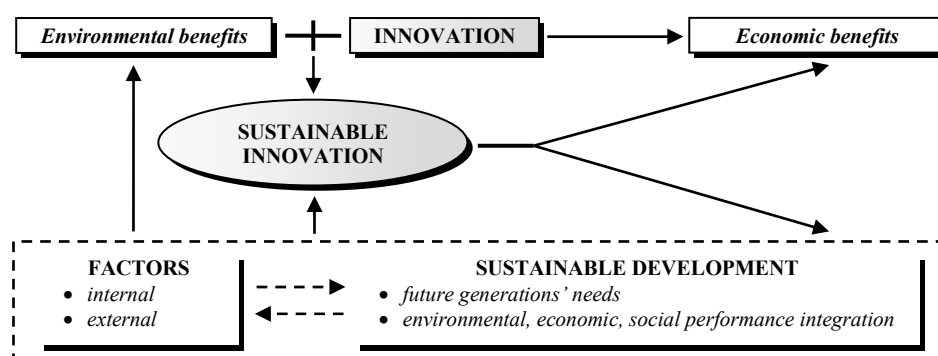 Environmental benefits
INNOVATION
Economic benefits
SUSTAINABLE
INNOVATION
FACTORS
• internal
• external
SUSTAINABLE DEVELOPMENT
• future generations’ needs
• environmental, economic, social performance integration